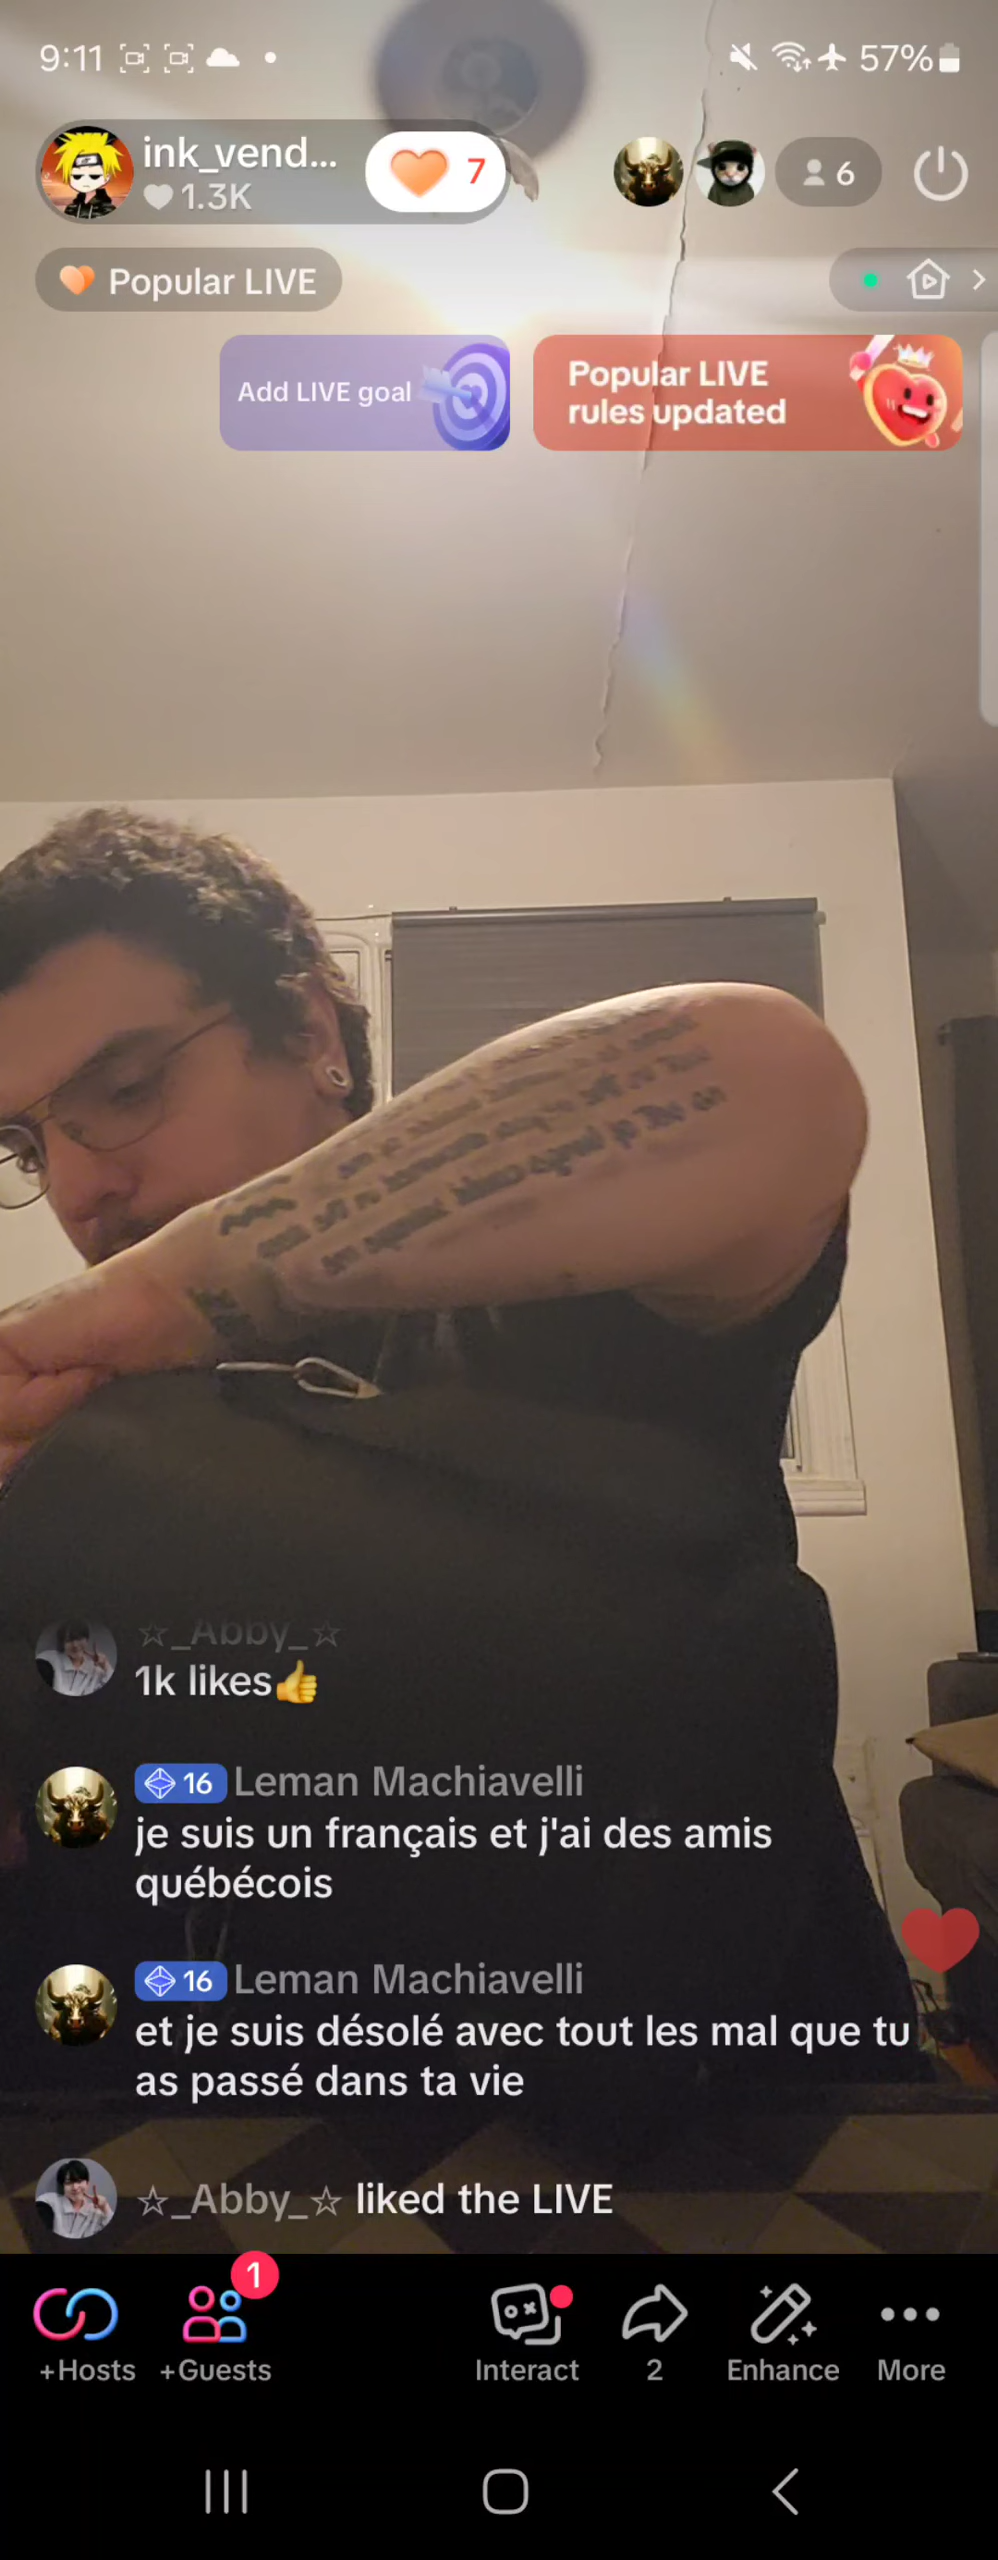 9:11
57%
ink_vend...
1.3K
7
6
Popular LIVE
Add LIVE goal
Popular LIVE
rules updated
☆_Abby_☆
1k likes👍
16 Leman Machiavelli
je suis un français et j'ai des amis
québécois
16 Leman Machiavelli
et je suis désolé avec tout les mal que tu
as passé dans ta vie
☆_Abby_☆ liked the LIVE
1
+Hosts
+Guests
Interact
2
Enhance
More